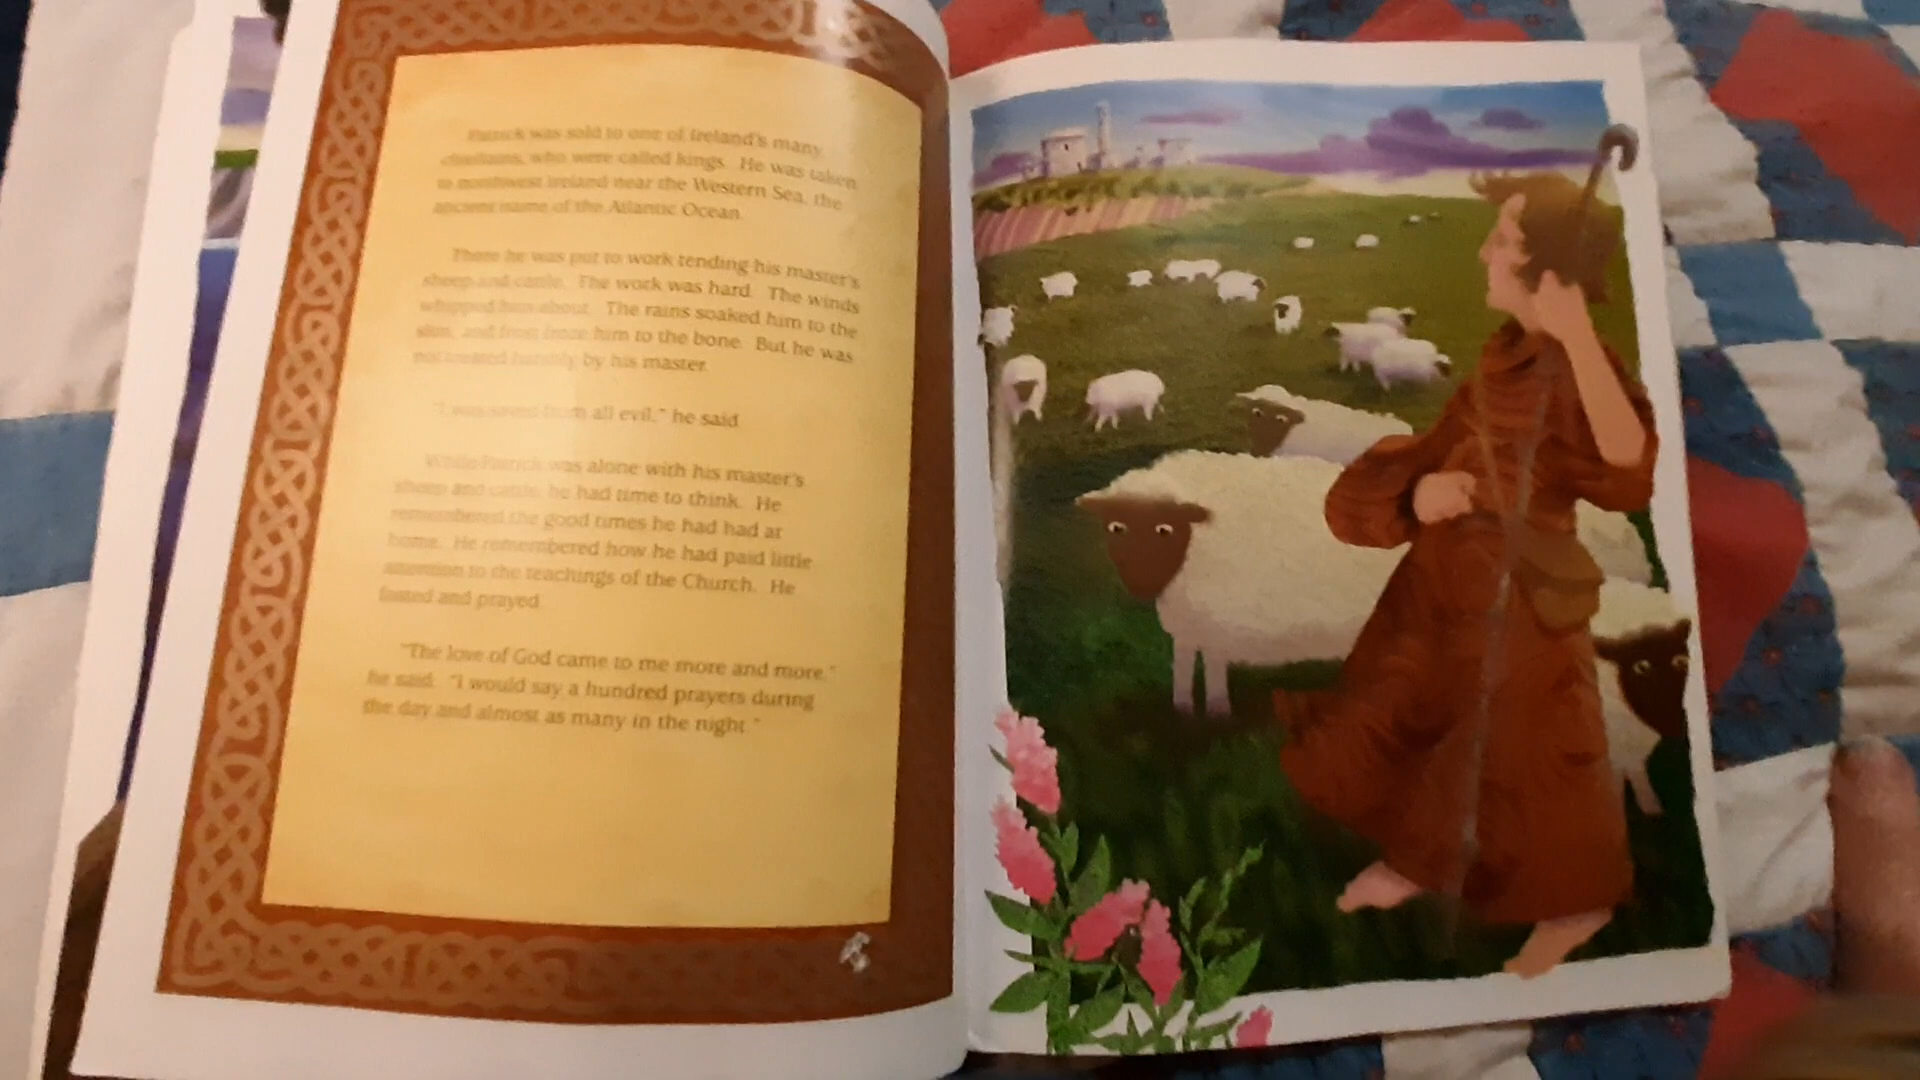 Patrick was sold to one of Ireland's many
chieftains, who were called kings. He was taken
to northwest Ireland near the Western Sea, the
ancient name of the Atlantic Ocean.
There he was put to work tending his master's
sheep and cattle. The work was hard. The winds
whipped him about. The rains soaked him to the
skin, and frost froze him to the bone. But he was
not treated harshly by his master.
"I was saved from all evil," he said.
While Patrick was alone with his master's
sheep and cattle, he had time to think. He
remembered the good times he had had at
home. He remembered how he had paid little
attention to the teachings of the Church. He
fasted and prayed.
"The love of God came to me more and more,"
he said. "I would say a hundred prayers during
the day and almost as many in the night."